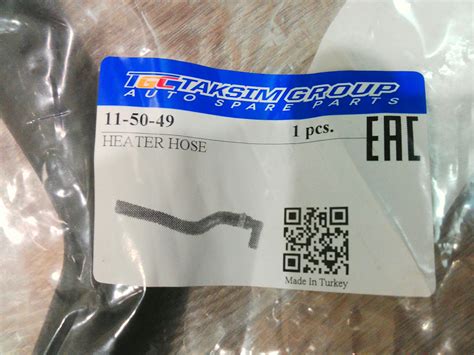 TGC TAKSIM GROUP
AUTO SPARE PARTS
11-50-49 1 pcs.
HEATER HOSE
EAC
Made In Turkey